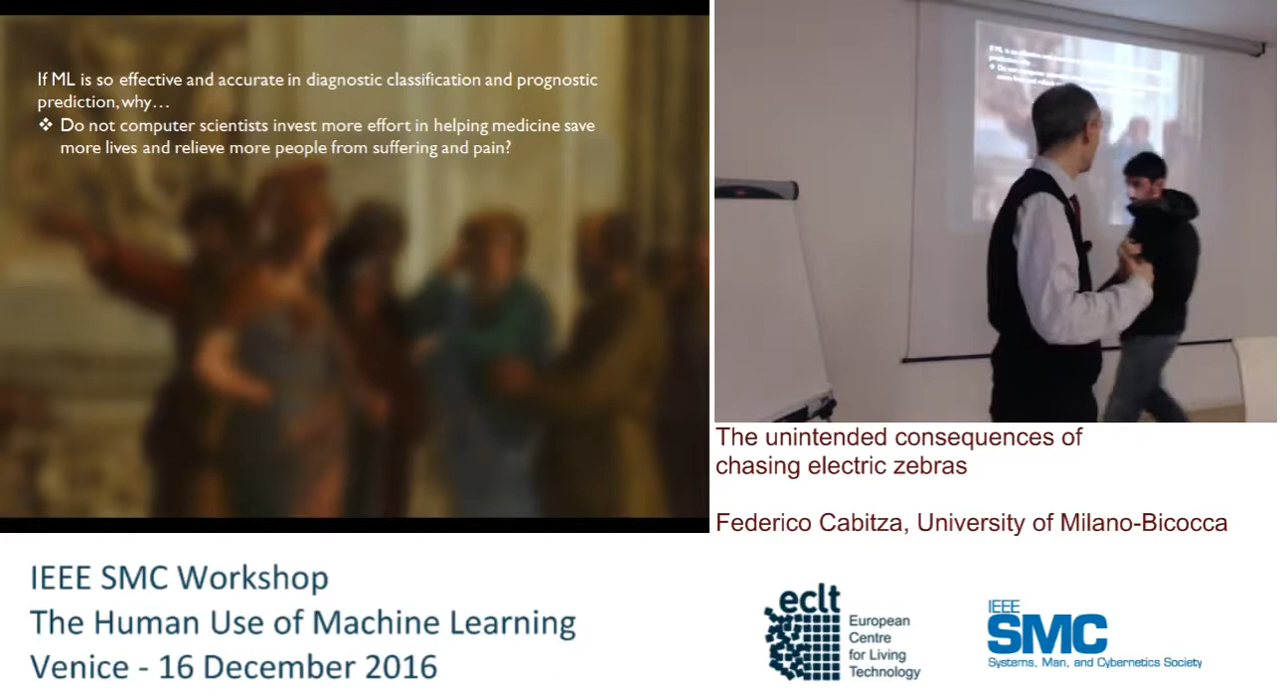 If ML is so effective and accurate in diagnostic classification and prognostic
prediction, why…
❖ Do not computer scientists invest more effort in helping medicine save
more lives and relieve more people from suffering and pain?
The unintended consequences of
chasing electric zebras
Federico Cabitza, University of Milano-Bicocca
IEEE SMC Workshop
The Human Use of Machine Learning
Venice - 16 December 2016
eclt
European
Centre
for Living
Technology
IEEE
SMC
Systems, Man, and Cybernetics Society